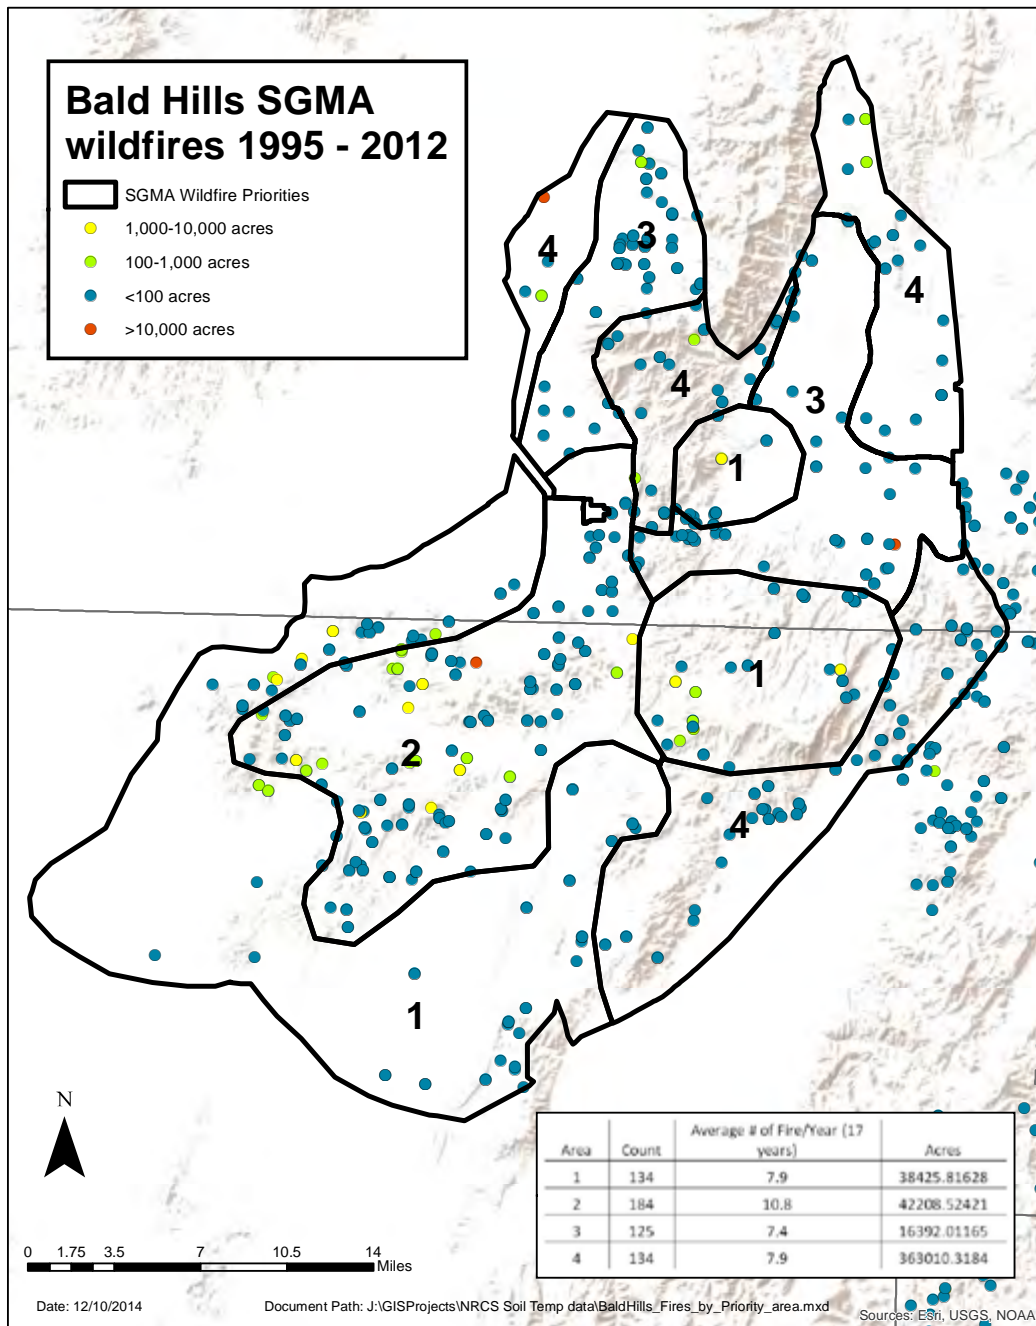 Bald Hills SGMA
wildfires 1995 - 2012
SGMA Wildfire Priorities
1,000-10,000 acres
100-1,000 acres
<100 acres
>10,000 acres
4
3
4
4
3
1
1
2
4
1
N
0 1.75 3.5 7 10.5 14
Miles
Area Count Average # of Fire/Year (17 years) Acres
1 134 7.9 38425.81628
2 184 10.8 42208.52421
3 125 7.4 16392.01165
4 134 7.9 363010.3184
Date: 12/10/2014
Document Path: J:\GISProjects\NRCS Soil Temp data\BaldHills_Fires_by_Priority_area.mxd
Sources: Esri, USGS, NOAA